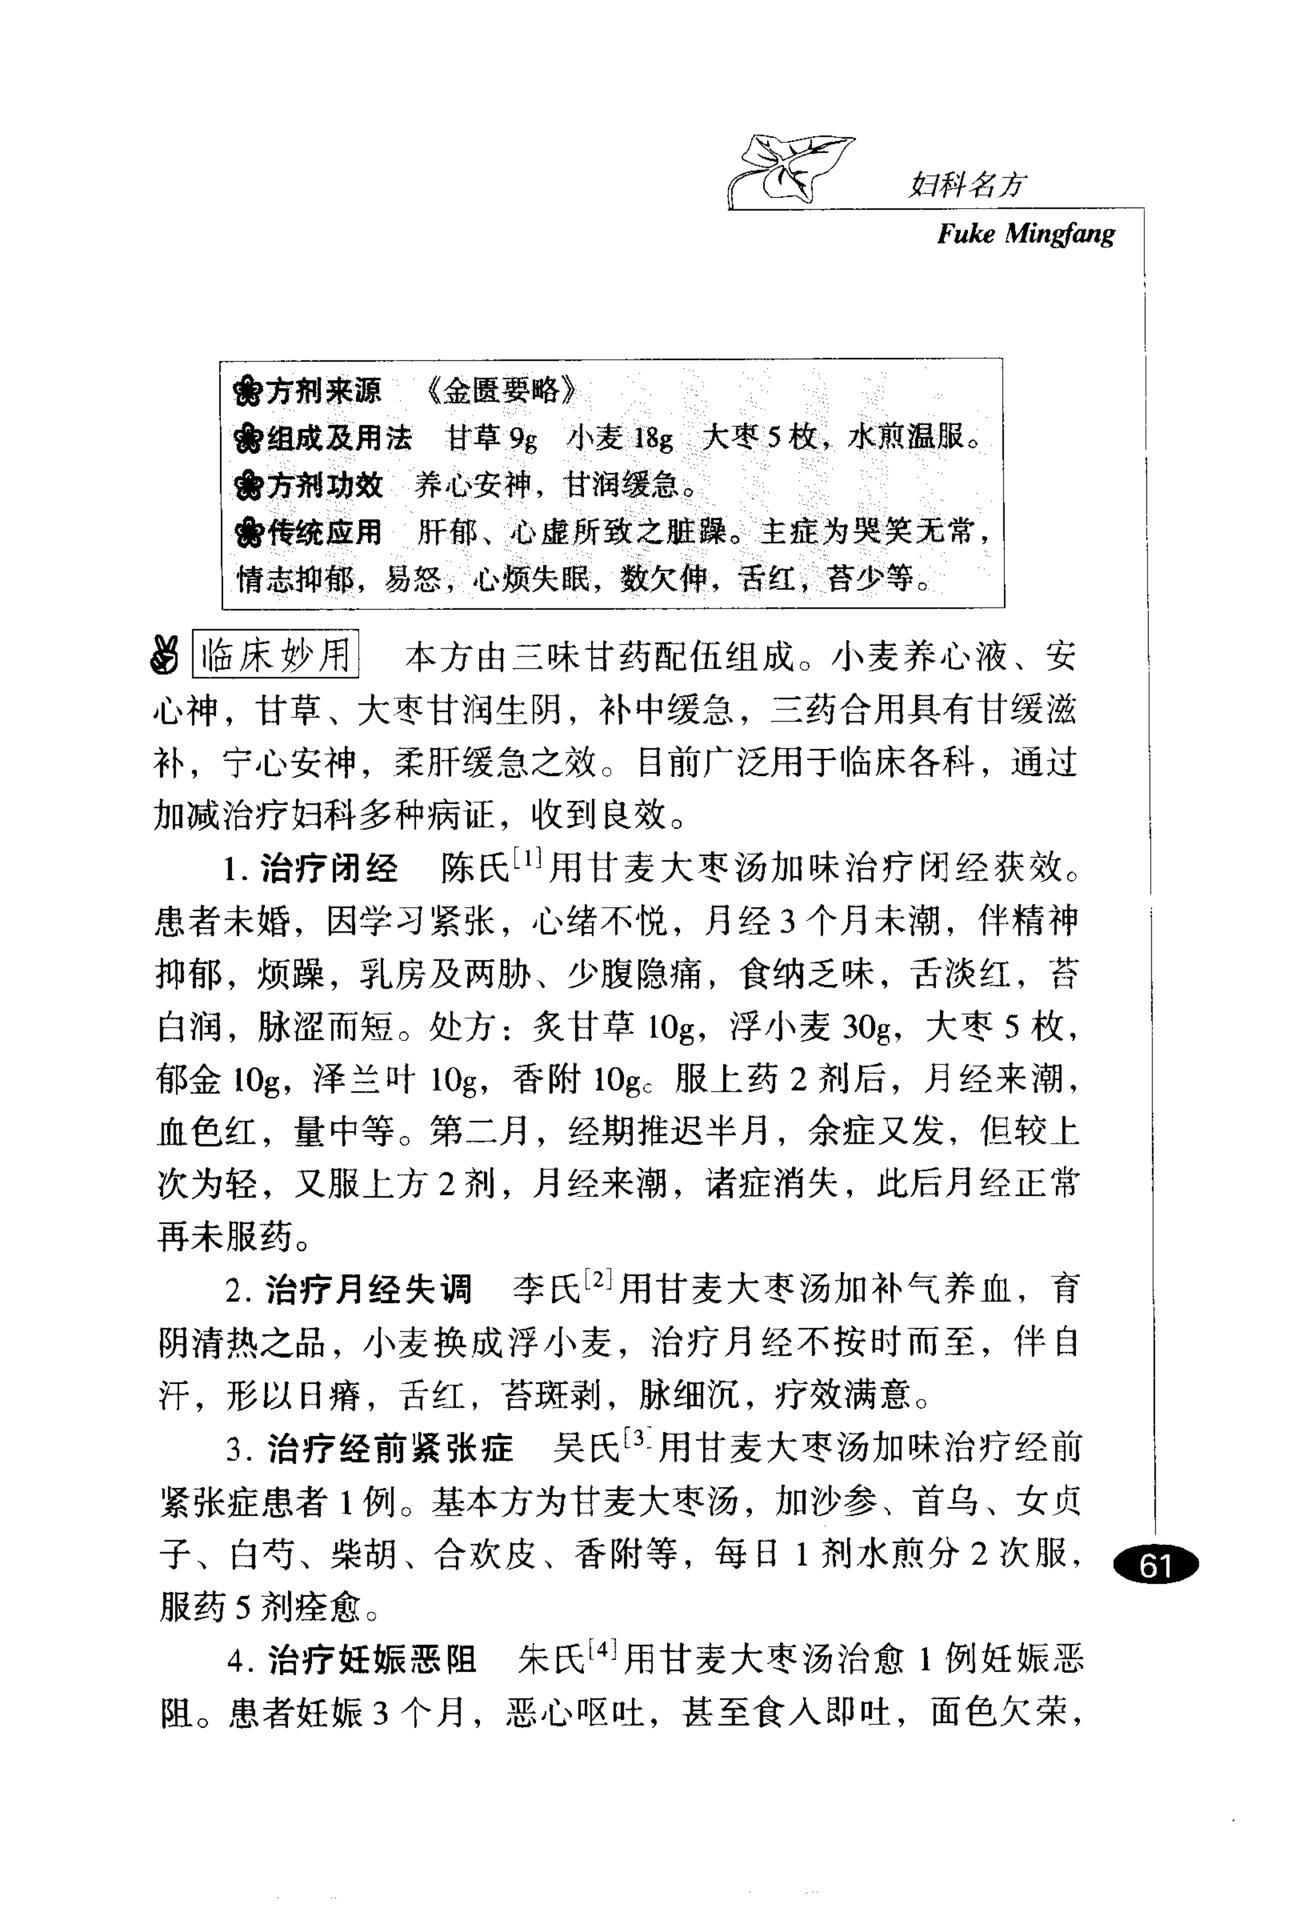 妇科名方
Fuke Mingfang
方剂来源 《金匮要略》
组成及用法 甘草9g 小麦18g 大枣5枚，水煎温服。
方剂功效 养心安神，甘润缓急。
传统应用 肝郁、心虚所致之脏躁。主症为哭笑无常，
情志抑郁，易怒，心烦失眠，数欠伸，舌红，苔少等。
临床妙用 本方由三味甘药配伍组成。小麦养心液、安
心神，甘草、大枣甘润生阴，补中缓急，三药合用具有甘缓滋
补，宁心安神，柔肝缓急之效。目前广泛用于临床各科，通过
加减治疗妇科多种病证，收到良效。
1. 治疗闭经 陈氏[1]用甘麦大枣汤加味治疗闭经获效。
患者未婚，因学习紧张，心绪不悦，月经3个月未潮，伴精神
抑郁，烦躁，乳房及两胁、少腹隐痛，食纳乏味，舌淡红，苔
白润，脉涩而短。处方：炙甘草10g，浮小麦30g，大枣5枚，
郁金10g，泽兰叶10g，香附10g。服上药2剂后，月经来潮，
血色红，量中等。第二月，经期推迟半月，余症又发，但较上
次为轻，又服上方2剂，月经来潮，诸症消失，此后月经正常
再未服药。
2. 治疗月经失调 李氏[2]用甘麦大枣汤加补气养血，育
阴清热之品，小麦换成浮小麦，治疗月经不按时而至，伴自
汗，形以日瘠，舌红，苔斑剥，脉细沉，疗效满意。
3. 治疗经前紧张症 吴氏[3]用甘麦大枣汤加味治疗经前
紧张症患者1例。基本方为甘麦大枣汤，加沙参、首乌、女贞
子、白芍、柴胡、合欢皮、香附等，每日1剂水煎分2次服，
服药5剂痊愈。
61
4. 治疗妊娠恶阻 朱氏[4]用甘麦大枣汤治愈1例妊娠恶
阻。患者妊娠3个月，恶心呕吐，甚至食入即吐，面色欠荣，